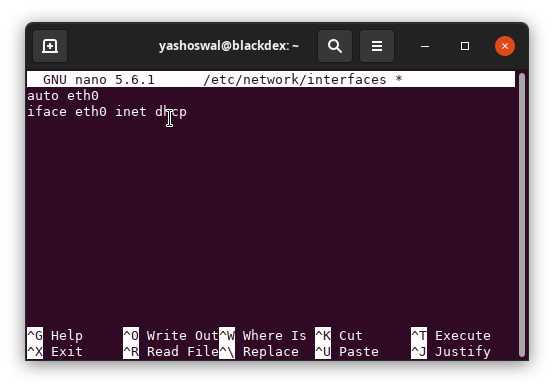 yashoswal@blackdex: ~
GNU nano 5.6.1 /etc/network/interfaces *
auto eth0
iface eth0 inet dhcp
^G Help ^O Write Out ^W Where Is ^K Cut ^T Execute
^X Exit ^R Read File ^\ Replace ^U Paste ^J Justify